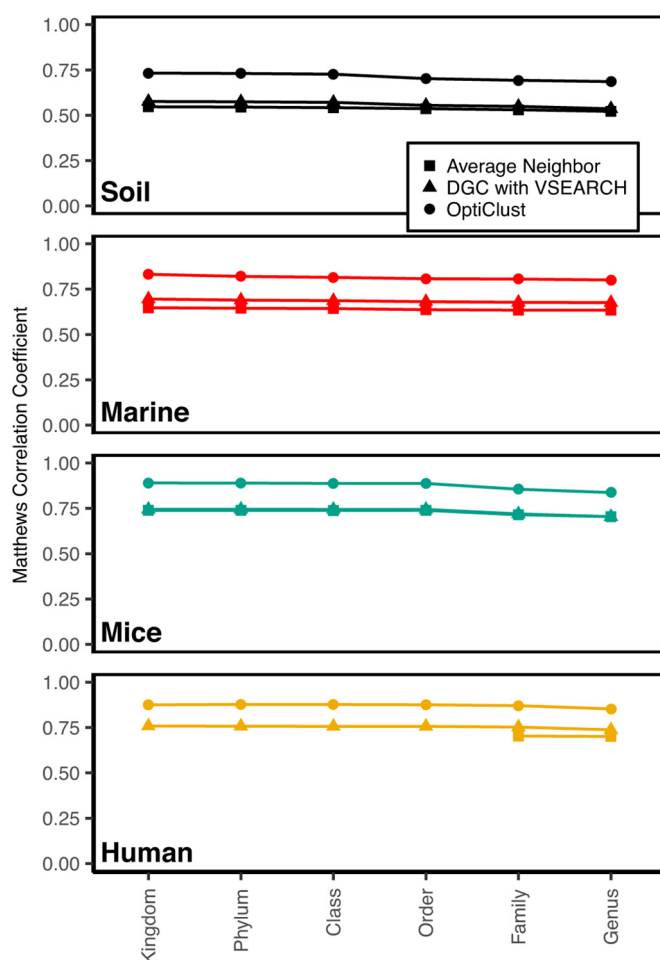 1.00
0.75
0.50
0.25
0.00
Soil
Average Neighbor
DGC with VSEARCH
OptiClust
1.00
0.75
0.50
0.25
0.00
Marine
Matthews Correlation Coefficient
1.00
0.75
0.50
0.25
0.00
Mice
1.00
0.75
0.50
0.25
0.00
Human
Kingdom
Phylum
Class
Order
Family
Genus